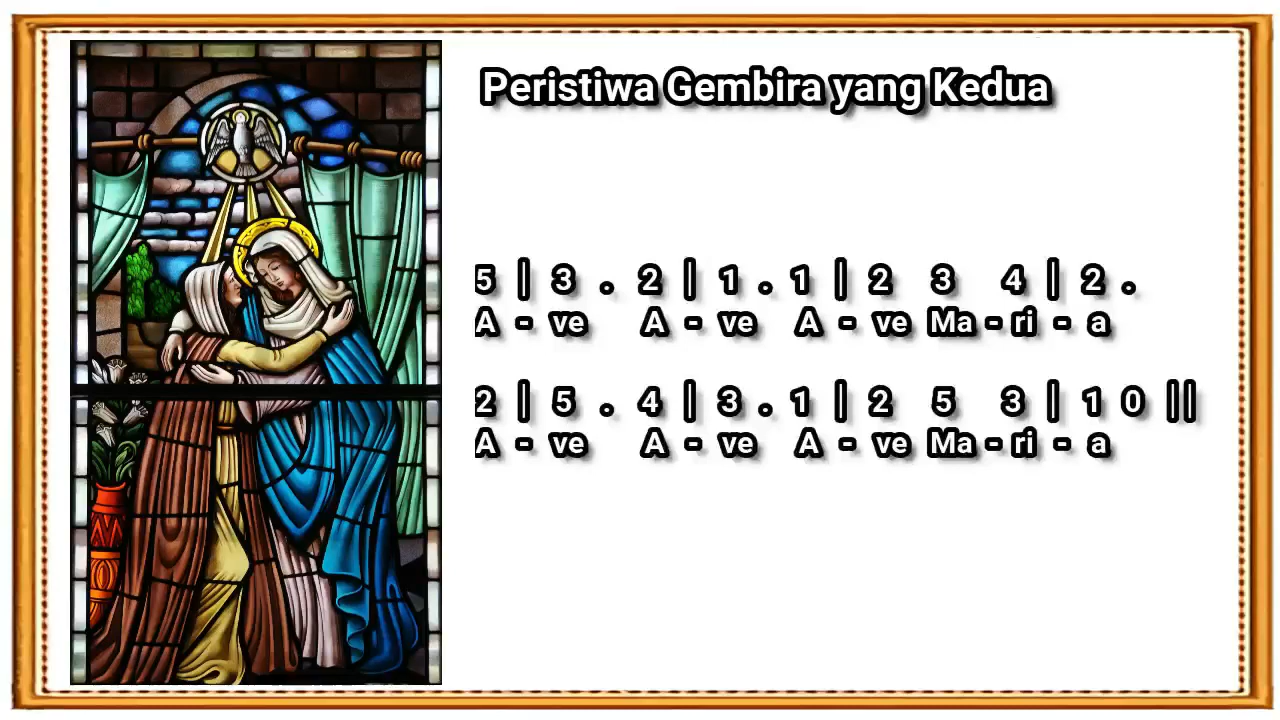 Peristiwa Gembira yang Kedua
5 | 3 . 2 | 1 . 1 | 2 3 4 | 2 .
A - ve A - ve A - ve Ma - ri - a
2 | 5 . 4 | 3 . 1 | 2 5 3 | 1 0 ||
A - ve A - ve A - ve Ma - ri - a